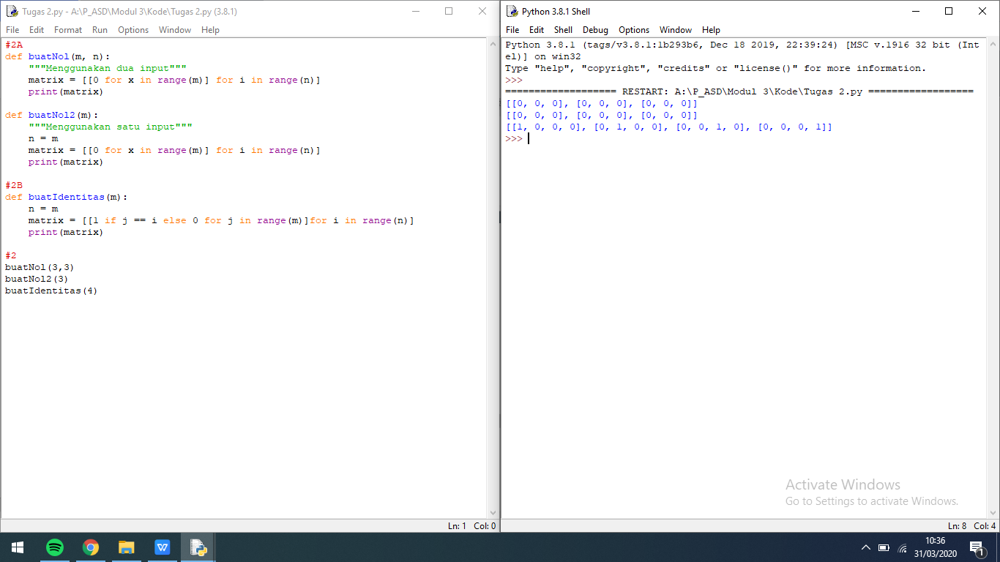 Tugas 2.py - A:\P_ASD\Modul 3\Kode\Tugas 2.py (3.8.1)
File Edit Format Run Options Window Help
#2A
def buatNol(m, n):
    """Menggunakan dua input"""
    matrix = [[0 for x in range(m)] for i in range(n)]
    print(matrix)
def buatNol2(m):
    """Menggunakan satu input"""
    n = m
    matrix = [[0 for x in range(m)] for i in range(n)]
    print(matrix)
#2B
def buatIdentitas(m):
    n = m
    matrix = [[1 if j == i else 0 for j in range(m)]for i in range(n)]
    print(matrix)
#2
buatNol(3,3)
buatNol2(3)
buatIdentitas(4)
Ln: 1 Col: 0
Python 3.8.1 Shell
File Edit Shell Debug Options Window Help
Python 3.8.1 (tags/v3.8.1:1b293b6, Dec 18 2019, 22:39:24) [MSC v.1916 32 bit (Int
el)] on win32
Type "help", "copyright", "credits" or "license()" for more information.
>>>
=================== RESTART: A:\P_ASD\Modul 3\Kode\Tugas 2.py ==================
[[0, 0, 0], [0, 0, 0], [0, 0, 0]]
[[0, 0, 0], [0, 0, 0], [0, 0, 0]]
[[1, 0, 0, 0], [0, 1, 0, 0], [0, 0, 1, 0], [0, 0, 0, 1]]
>>>
Activate Windows
Go to Settings to activate Windows.
Ln: 8 Col: 4
W
10:36
31/03/2020
1